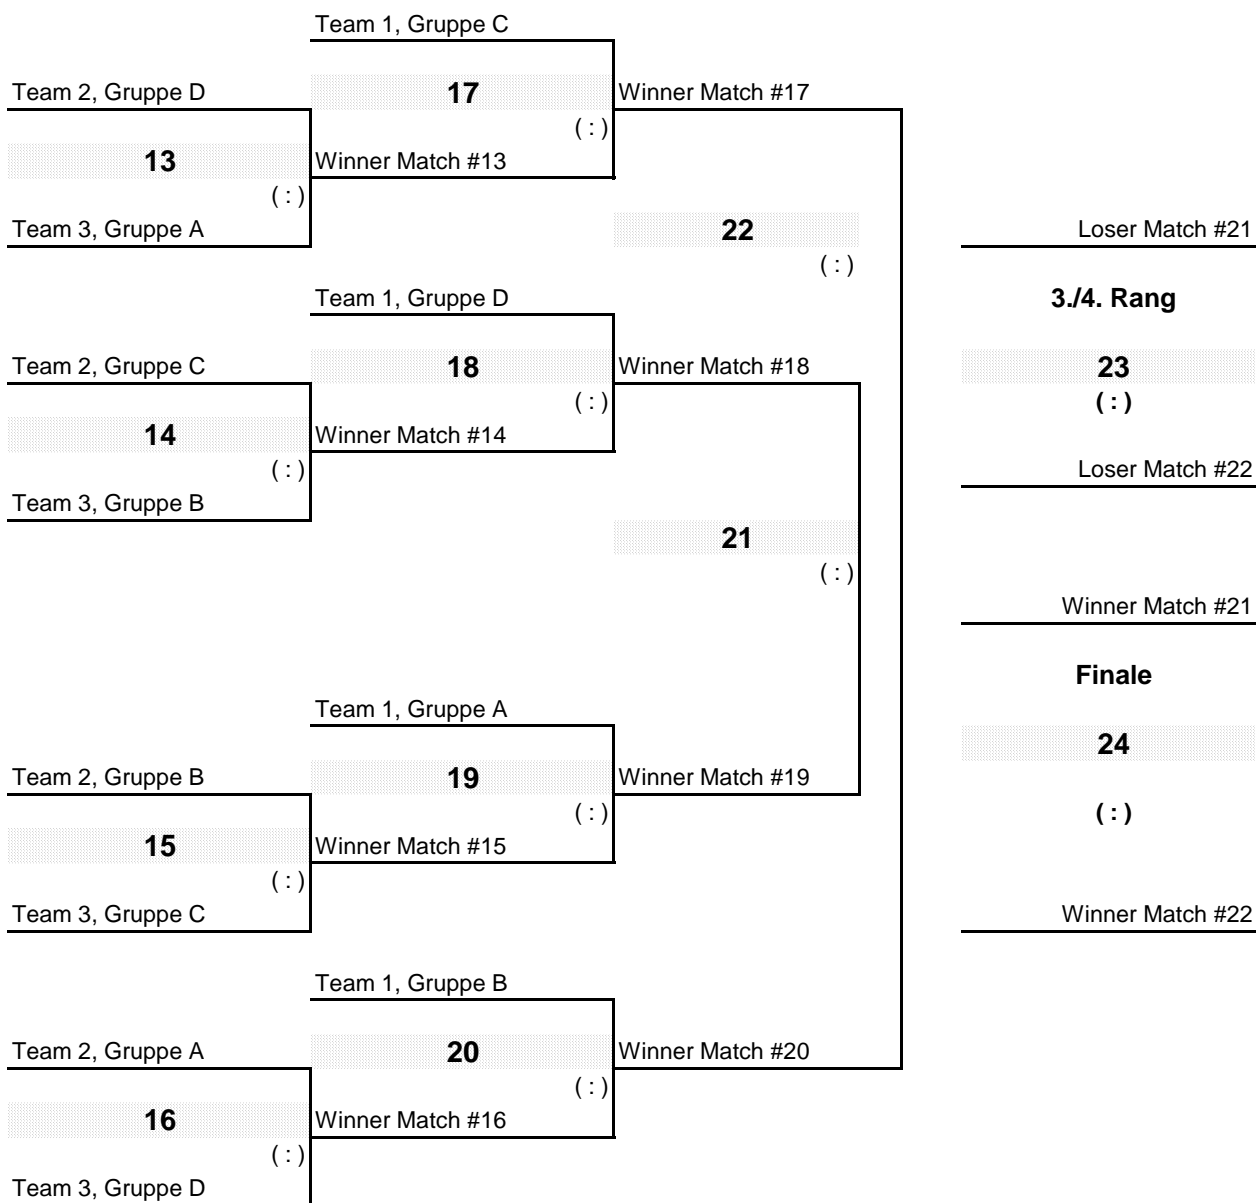 Team 1, Gruppe C
Team 2, Gruppe D
17
Winner Match #17
( : )
13
Winner Match #13
( : )
Team 3, Gruppe A
22
Loser Match #21
( : )
Team 1, Gruppe D
3./4. Rang
Team 2, Gruppe C
18
Winner Match #18
23
( : )
( : )
14
Winner Match #14
( : )
Loser Match #22
Team 3, Gruppe B
21
( : )
Winner Match #21
Finale
Team 1, Gruppe A
24
Team 2, Gruppe B
19
Winner Match #19
( : )
( : )
15
Winner Match #15
( : )
Team 3, Gruppe C
Winner Match #22
Team 1, Gruppe B
Team 2, Gruppe A
20
Winner Match #20
( : )
16
Winner Match #16
( : )
Team 3, Gruppe D